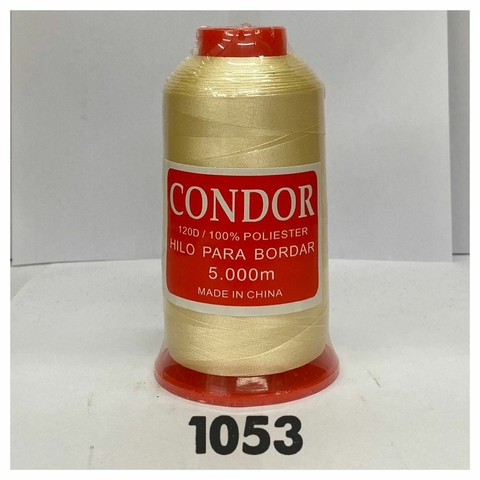 CONDOR
120D / 100% POLIESTER
HILO PARA BORDAR
5.000m
MADE IN CHINA
1053